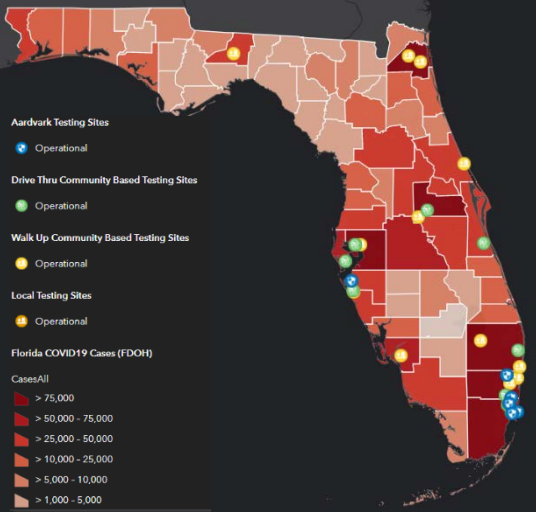 Aardvark Testing Sites
Operational
Drive Thru Community Based Testing Sites
Operational
Walk Up Community Based Testing Sites
Operational
Local Testing Sites
Operational
Florida COVID19 Cases (FDOH)
CasesAll
> 75,000
> 50,000 - 75,000
> 25,000 - 50,000
> 10,000 - 25,000
> 5,000 - 10,000
> 1,000 - 5,000